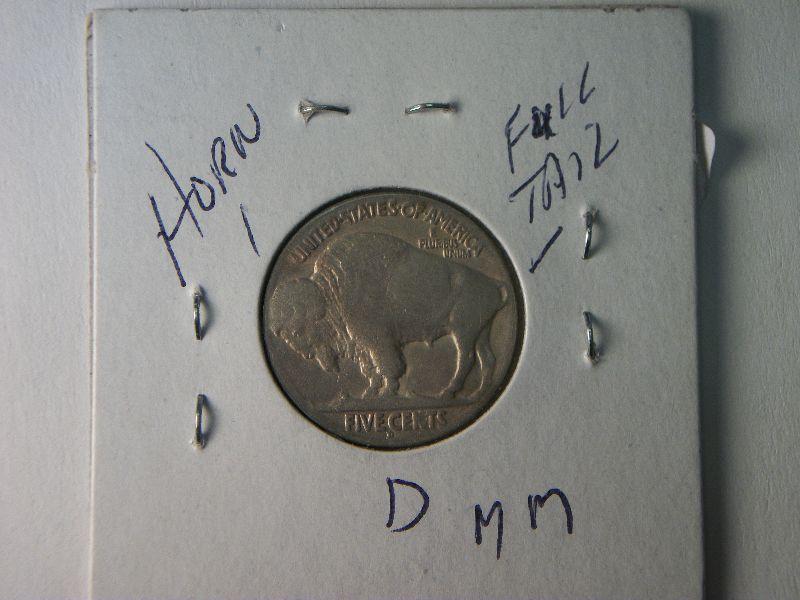 HORN
FULL
TAIL
UNITED STATES OF AMERICA
E
PLURIBUS
UNUM
FIVE CENTS
D
D MM